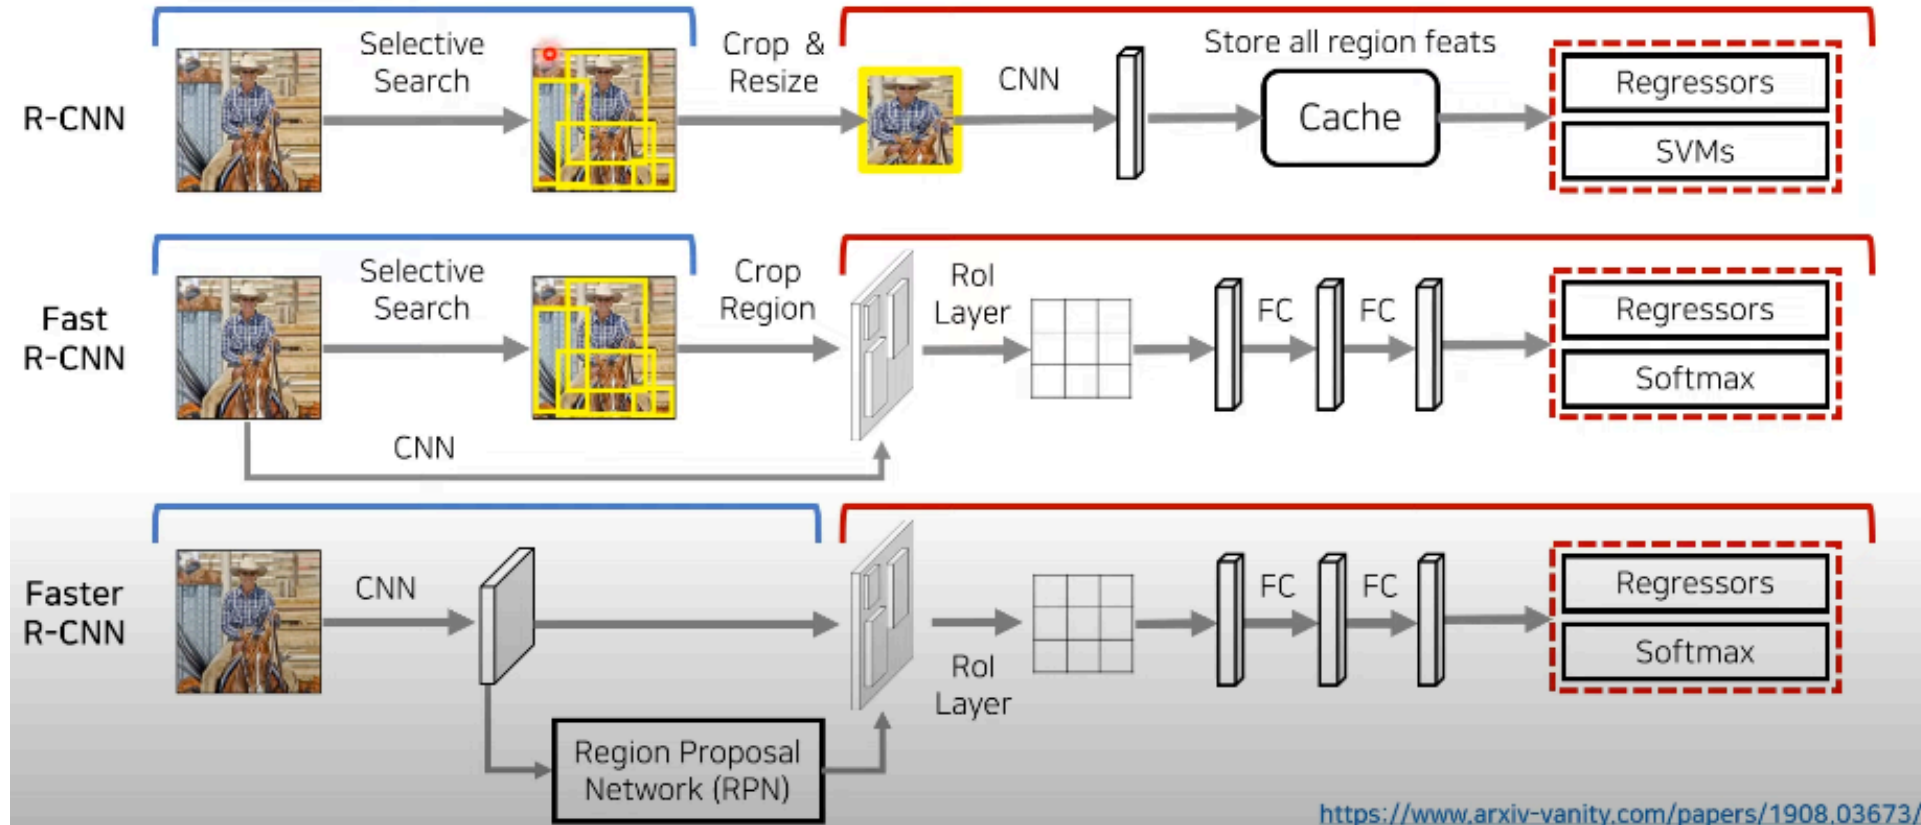 R-CNN
Selective
Search
Crop &
Resize
CNN
Store all region feats
Cache
Regressors
SVMs
Fast
R-CNN
Selective
Search
Crop
Region
CNN
RoI
Layer
FC
FC
Regressors
Softmax
Faster
R-CNN
CNN
Region Proposal
Network (RPN)
RoI
Layer
FC
FC
Regressors
Softmax
https://www.arxiv-vanity.com/papers/1908.03673/